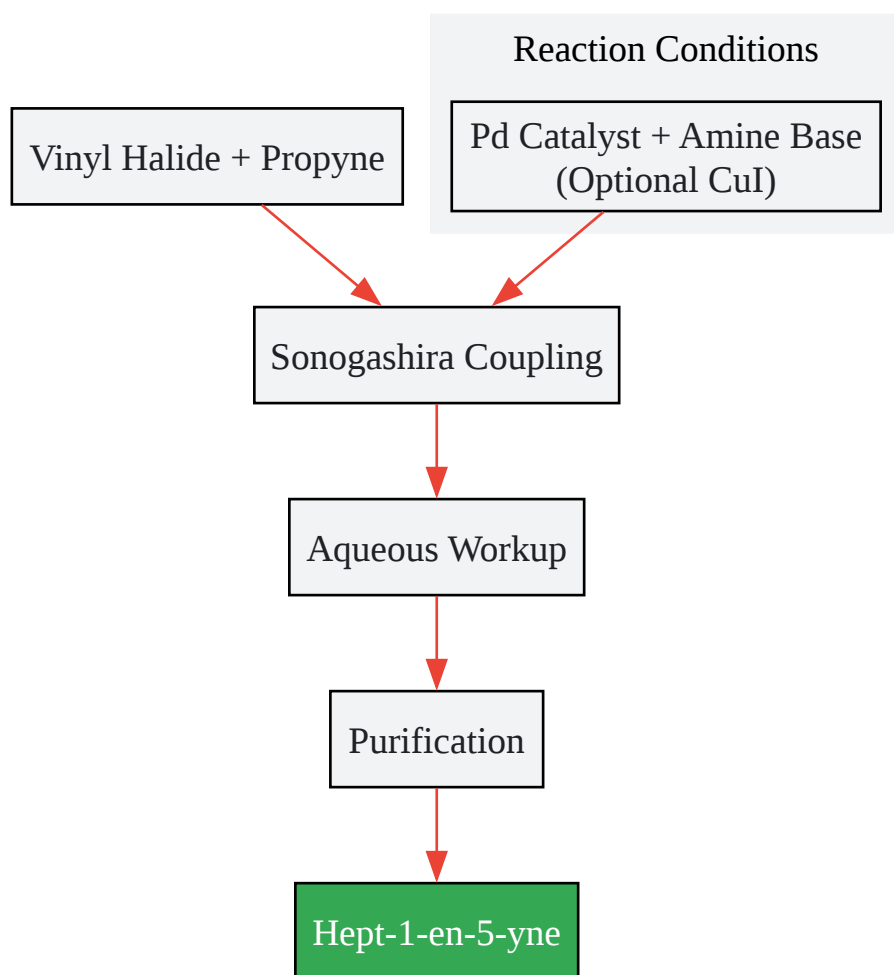 Reaction Conditions
Vinyl Halide + Propyne
Pd Catalyst + Amine Base
(Optional CuI)
Sonogashira Coupling
Aqueous Workup
Purification
Hept-1-en-5-yne